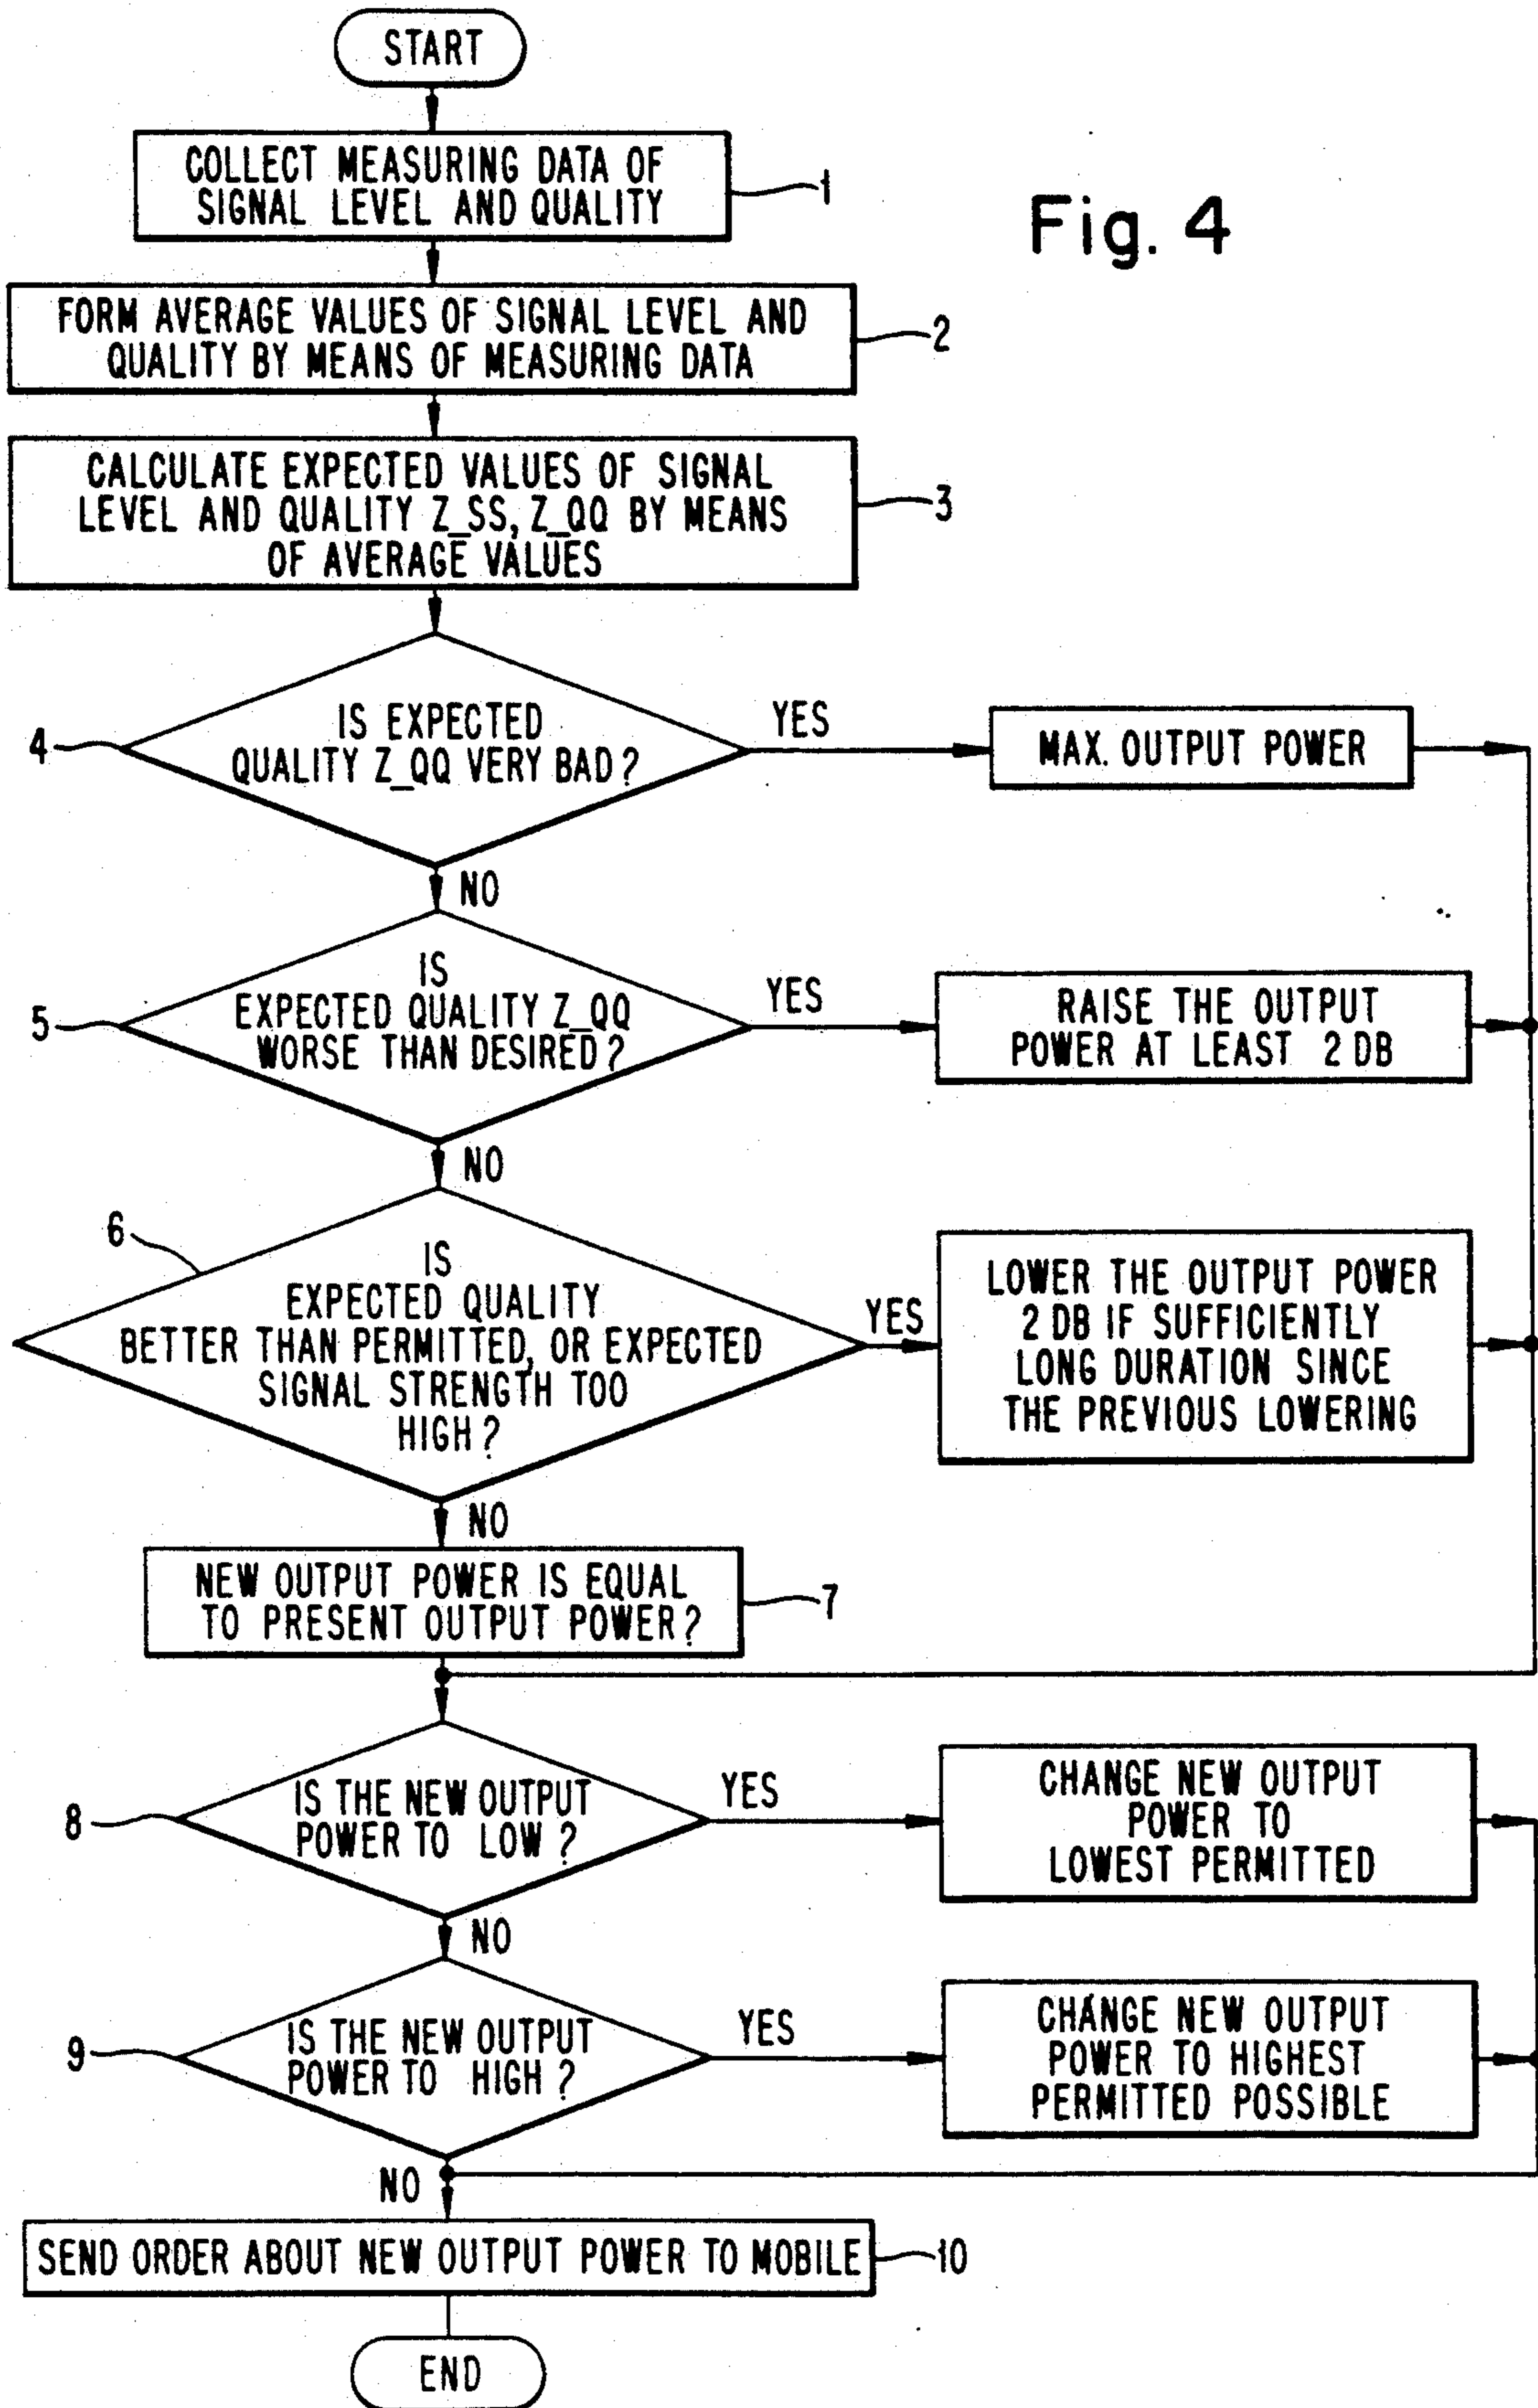 START
COLLECT MEASURING DATA OF
SIGNAL LEVEL AND QUALITY
1
Fig. 4
FORM AVERAGE VALUES OF SIGNAL LEVEL AND
QUALITY BY MEANS OF MEASURING DATA
2
CALCULATE EXPECTED VALUES OF SIGNAL
LEVEL AND QUALITY Z_SS, Z_QQ BY MEANS
OF AVERAGE VALUES
3
4
IS EXPECTED
QUALITY Z_QQ VERY BAD?
YES
MAX. OUTPUT POWER
NO
5
IS
EXPECTED QUALITY Z_QQ
WORSE THAN DESIRED?
YES
RAISE THE OUTPUT
POWER AT LEAST 2 DB
NO
6
IS
EXPECTED QUALITY
BETTER THAN PERMITTED, OR EXPECTED
SIGNAL STRENGTH TOO
HIGH?
YES
LOWER THE OUTPUT POWER
2 DB IF SUFFICIENTLY
LONG DURATION SINCE
THE PREVIOUS LOWERING
NO
NEW OUTPUT POWER IS EQUAL
TO PRESENT OUTPUT POWER?
7
8
IS THE NEW OUTPUT
POWER TO LOW?
YES
CHANGE NEW OUTPUT
POWER TO
LOWEST PERMITTED
NO
9
IS THE NEW OUTPUT
POWER TO HIGH?
YES
CHANGE NEW OUTPUT
POWER TO HIGHEST
PERMITTED POSSIBLE
NO
SEND ORDER ABOUT NEW OUTPUT POWER TO MOBILE
10
END